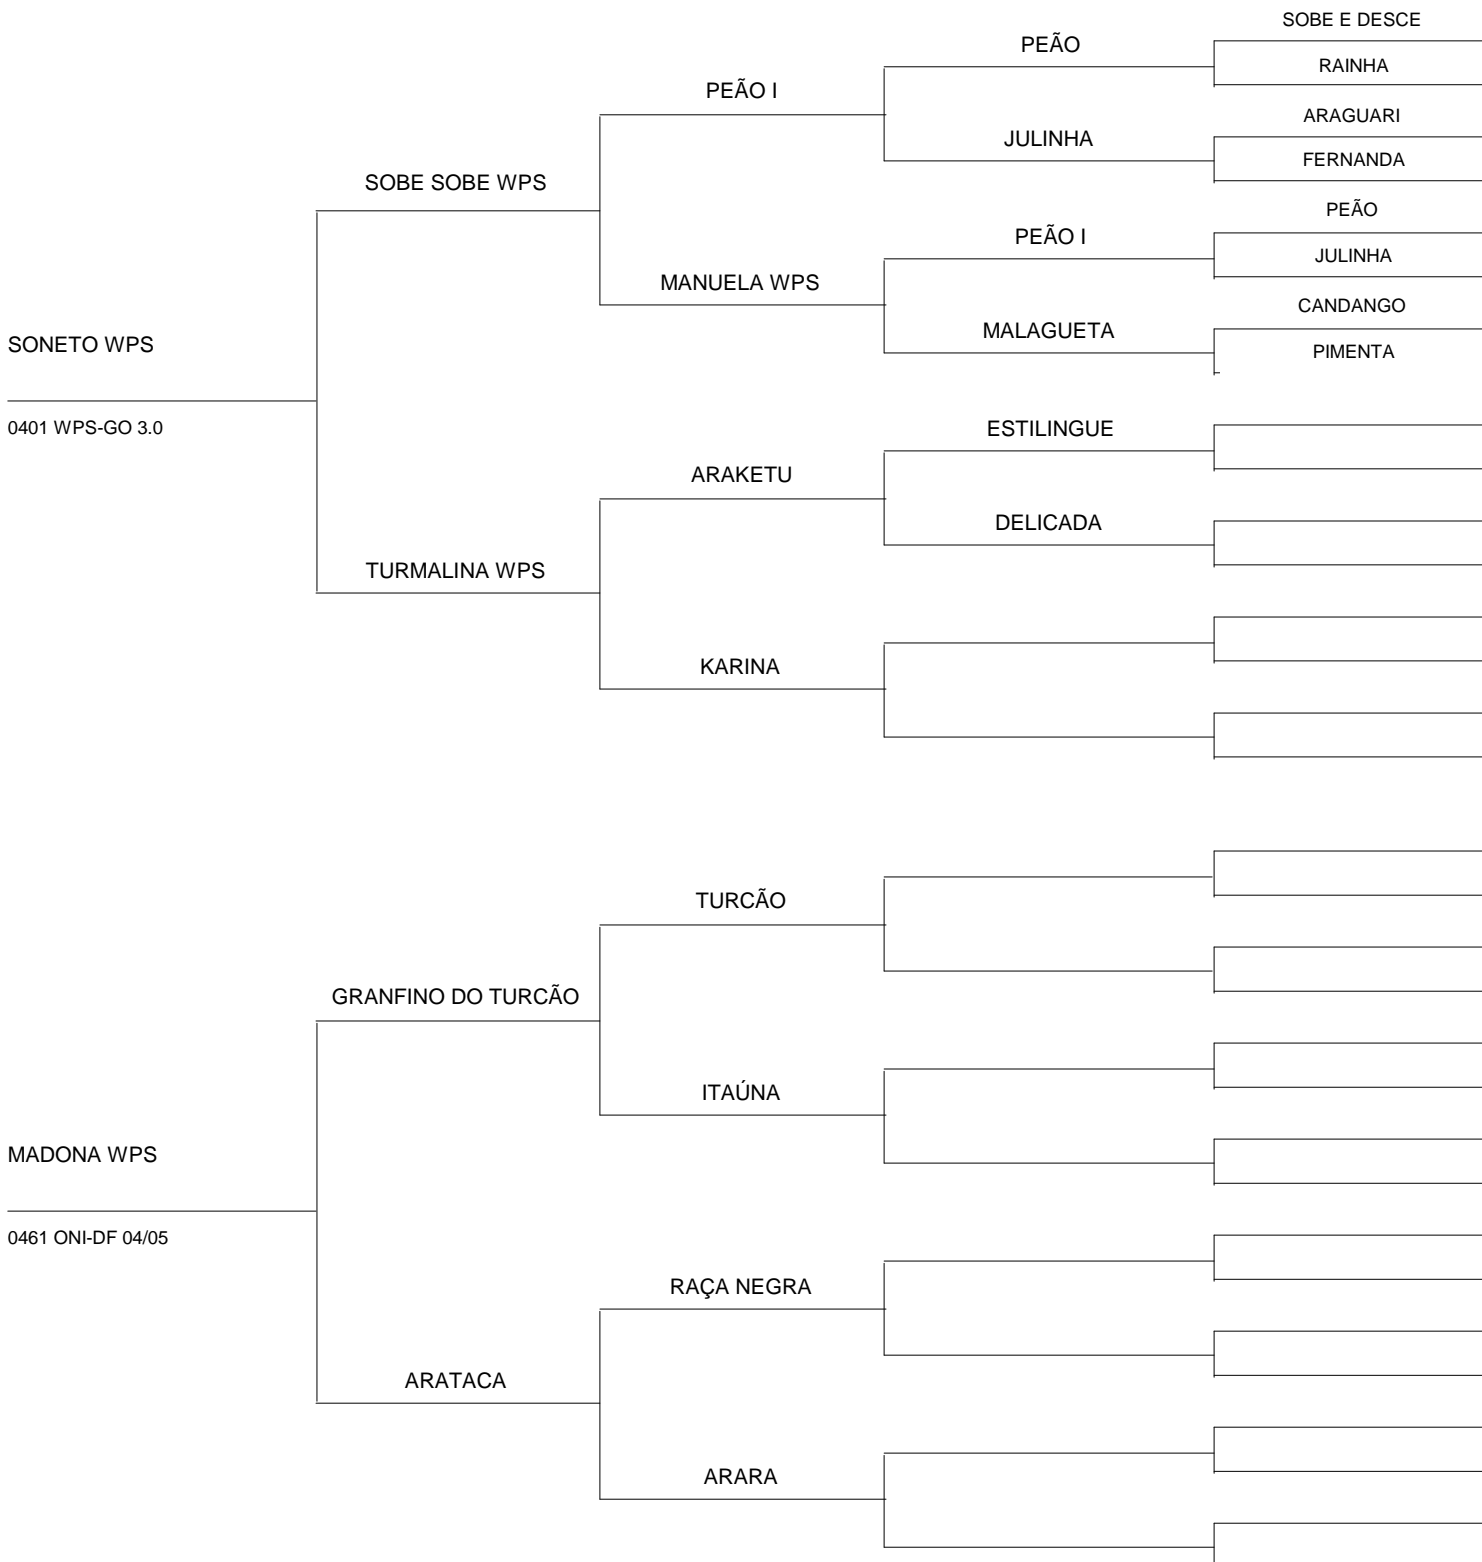 SOBE E DESCE
PEÃO
RAINHA
PEÃO I
ARAGUARI
JULINHA
FERNANDA
SOBE SOBE WPS
PEÃO
PEÃO I
JULINHA
MANUELA WPS
CANDANGO
MALAGUETA
PIMENTA
SONETO WPS
0401 WPS-GO 3.0
ESTILINGUE
ARAKETU
DELICADA
TURMALINA WPS
KARINA
TURCÃO
GRANFINO DO TURCÃO
ITAÚNA
MADONA WPS
0461 ONI-DF 04/05
RAÇA NEGRA
ARATACA
ARARA